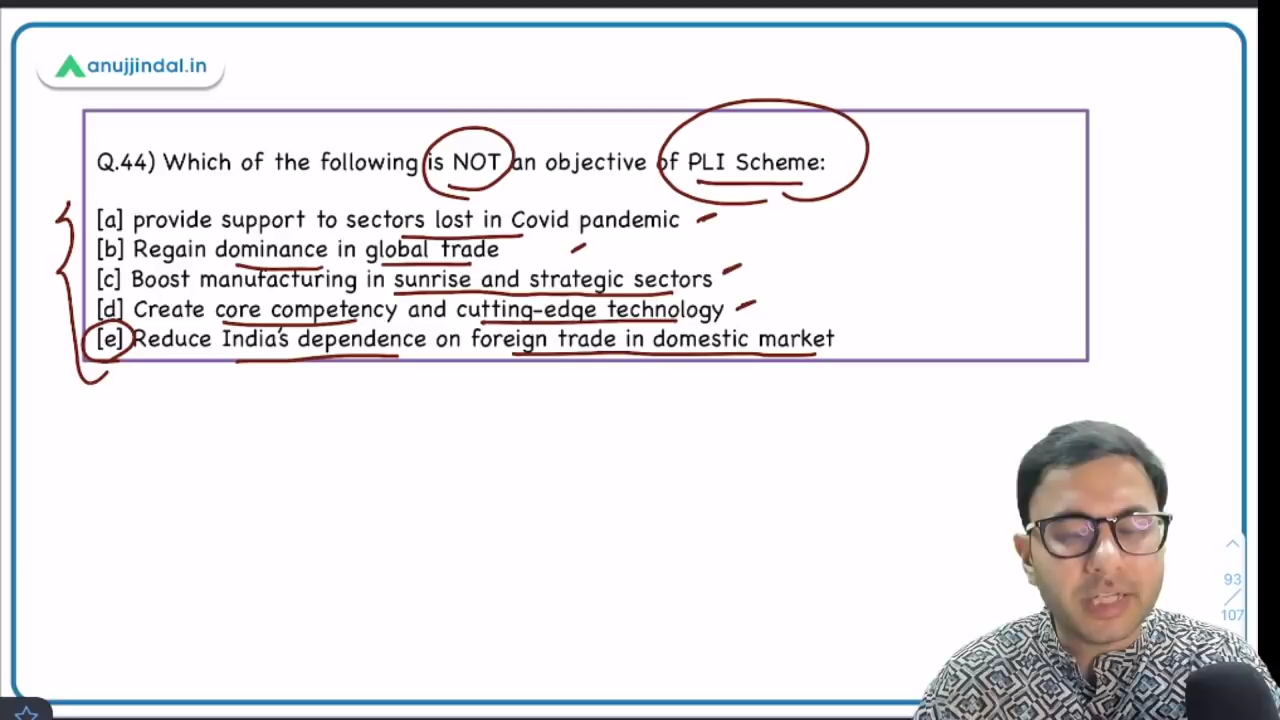 anujjindal.in
Q.44) Which of the following is NOT an objective of PLI Scheme:
[a] provide support to sectors lost in Covid pandemic
[b] Regain dominance in global trade
[c] Boost manufacturing in sunrise and strategic sectors
[d] Create core competency and cutting-edge technology
[e] Reduce India's dependence on foreign trade in domestic market
93
107